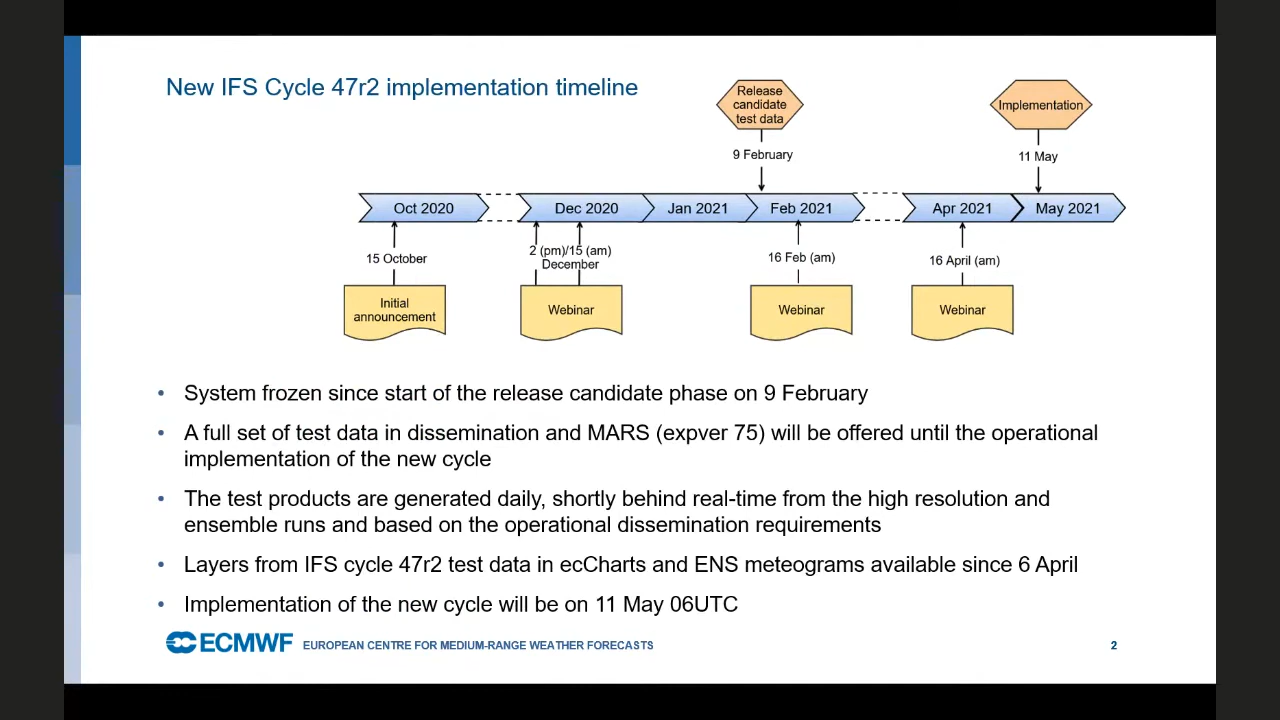 New IFS Cycle 47r2 implementation timeline
Release
candidate
test data
Implementation
9 February
11 May
Oct 2020
Dec 2020
Jan 2021
Feb 2021
Apr 2021
May 2021
15 October
2 (pm)/15 (am)
December
16 Feb (am)
16 April (am)
Initial
announcement
Webinar
Webinar
Webinar
• System frozen since start of the release candidate phase on 9 February
• A full set of test data in dissemination and MARS (expver 75) will be offered until the operational
implementation of the new cycle
• The test products are generated daily, shortly behind real-time from the high resolution and
ensemble runs and based on the operational dissemination requirements
• Layers from IFS cycle 47r2 test data in ecCharts and ENS meteograms available since 6 April
• Implementation of the new cycle will be on 11 May 06UTC
ECMWF EUROPEAN CENTRE FOR MEDIUM-RANGE WEATHER FORECASTS
2